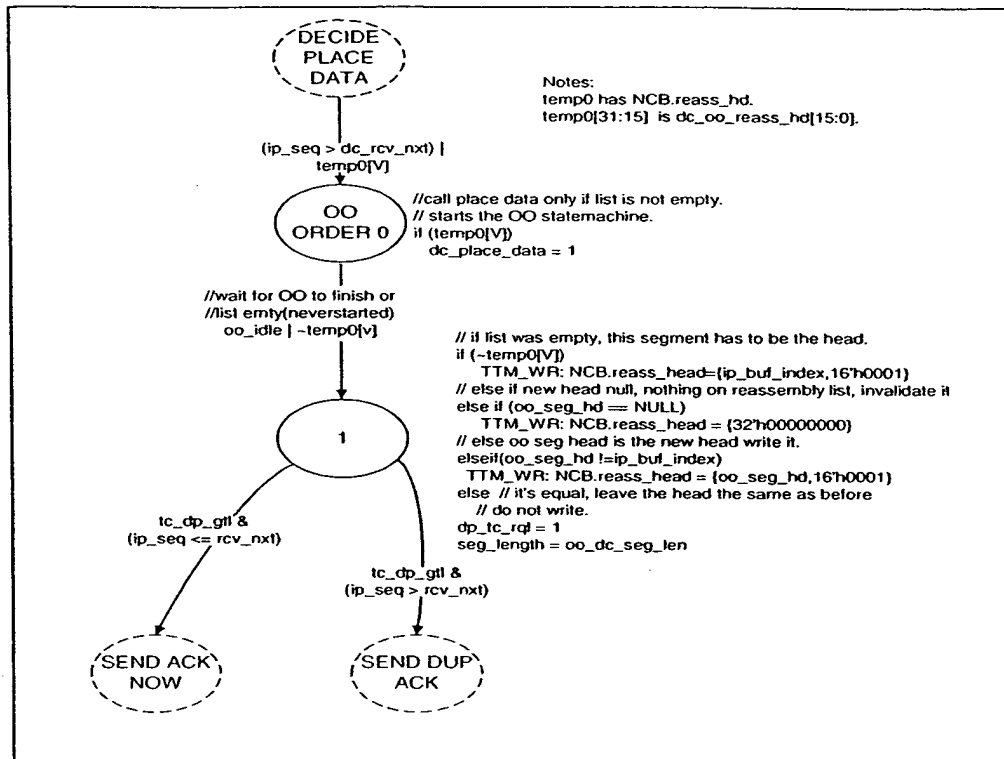 DECIDE
PLACE
DATA
Notes:
temp0 has NCB.reass_hd.
temp0[31:15] is dc_oo_reass_hd[15:0].
(ip_seq > dc_rcv_nxt) |
temp0[V]
OO
ORDER 0
//call place data only if list is not empty.
// starts the OO statemachine.
if (temp0[V])
dc_place_data = 1
//wait for OO to finish or
//list emty(neverstarted)
oo_idle | ~temp0[v]
1
// if list was empty, this segment has to be the head.
if (~temp0[V])
TTM_WR: NCB.reass_head={ip_buf_index,16'h0001}
// else if new head null, nothing on reassembly list, invalidate it
else if (oo_seg_hd == NULL)
TTM_WR: NCB.reass_head = {32'h00000000}
// else oo seg head is the new head write it.
elseif(oo_seg_hd !=ip_buf_index)
TTM_WR: NCB.reass_head = {oo_seg_hd,16'h0001}
else // it's equal, leave the head the same as before
// do not write.
dp_tc_rqt = 1
seg_length = oo_dc_seg_len
tc_dp_gtl &
(ip_seq <= rcv_nxt)
tc_dp_gtl &
(ip_seq > rcv_nxt)
SEND ACK
NOW
SEND DUP
ACK